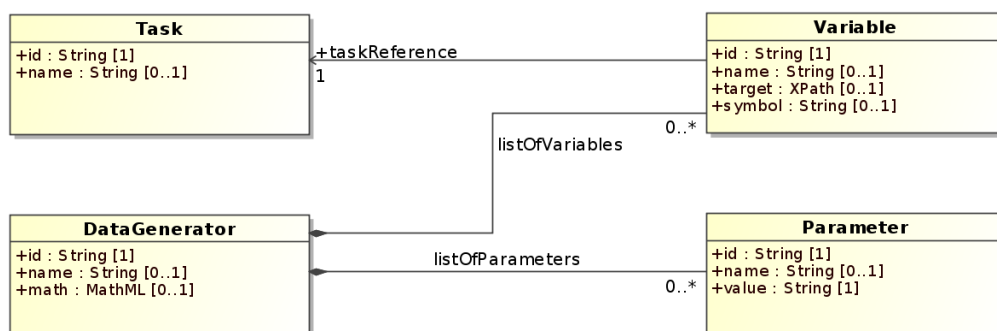 Task
+id : String [1]
+name : String [0..1]
+taskReference
1
Variable
+id : String [1]
+name : String [0..1]
+target : XPath [0..1]
+symbol : String [0..1]
0..*
listOfVariables
DataGenerator
+id : String [1]
+name : String [0..1]
+math : MathML [0..1]
listOfParameters
0..*
Parameter
+id : String [1]
+name : String [0..1]
+value : String [1]